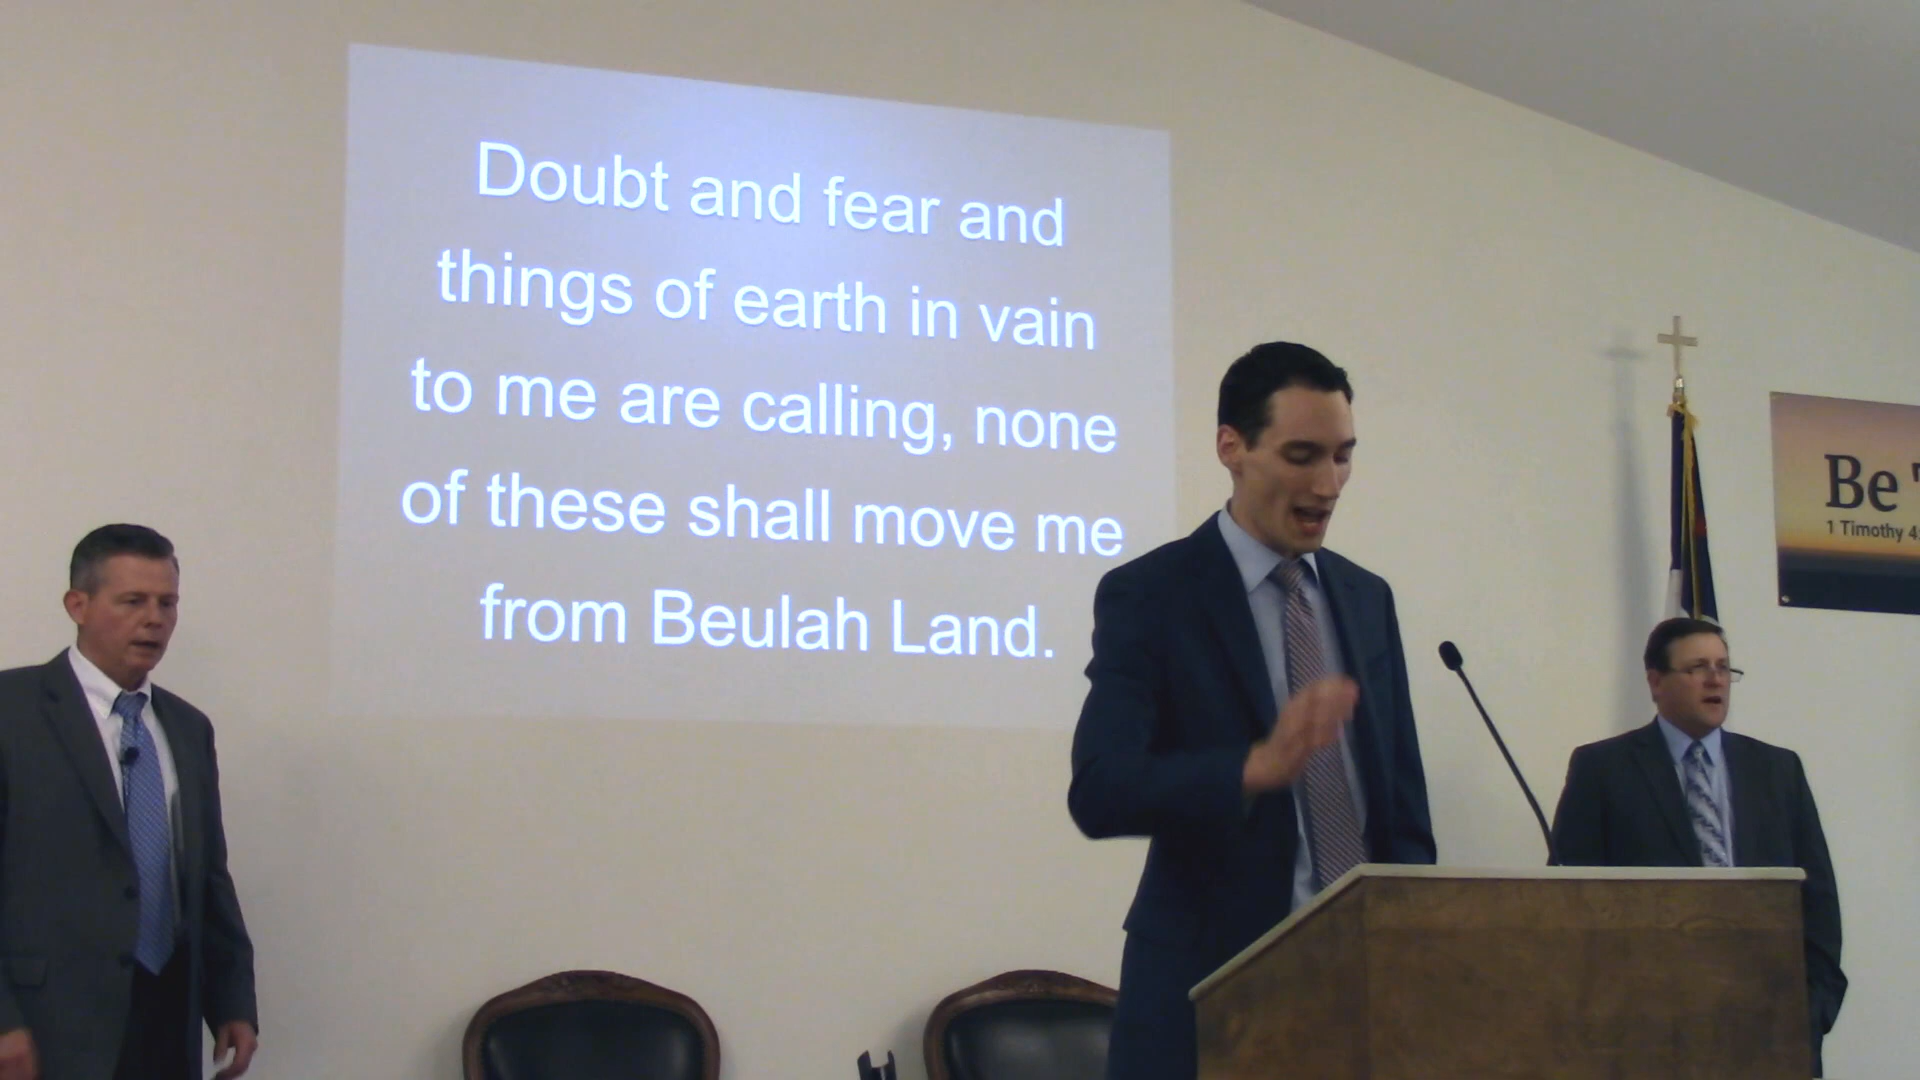 Doubt and fear and
things of earth in vain
to me are calling, none
of these shall move me
from Beulah Land.
Be
1 Timothy 4: